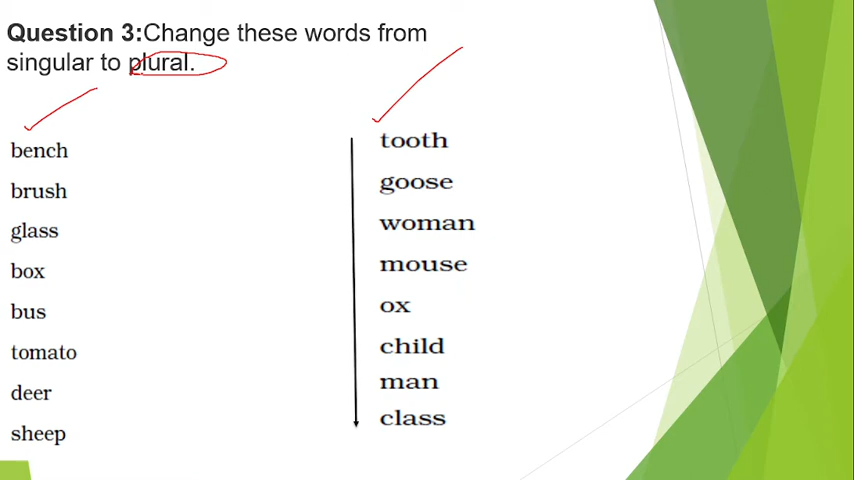 Question 3:Change these words from
singular to plural.
bench
brush
glass
box
bus
tomato
deer
sheep
tooth
goose
woman
mouse
ox
child
man
class